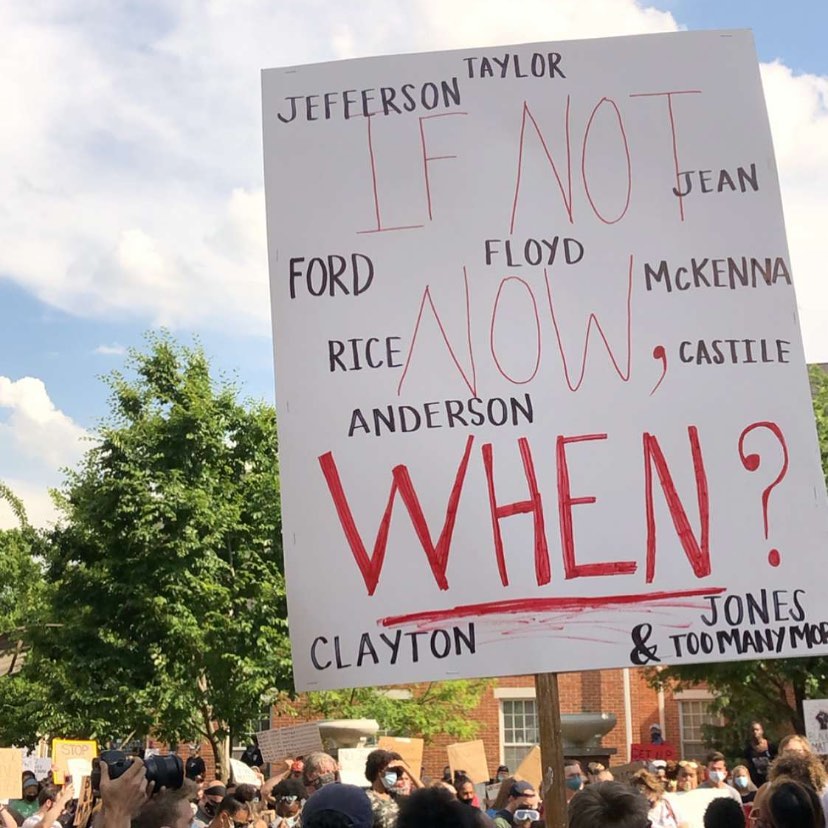 TAYLOR
JEFFERSON
IF NOT
JEAN
FLOYD
FORD
McKENNA
NOW,
RICE
CASTILE
ANDERSON
WHEN?
JONES
CLAYTON
& TOO MANY MO
STOP